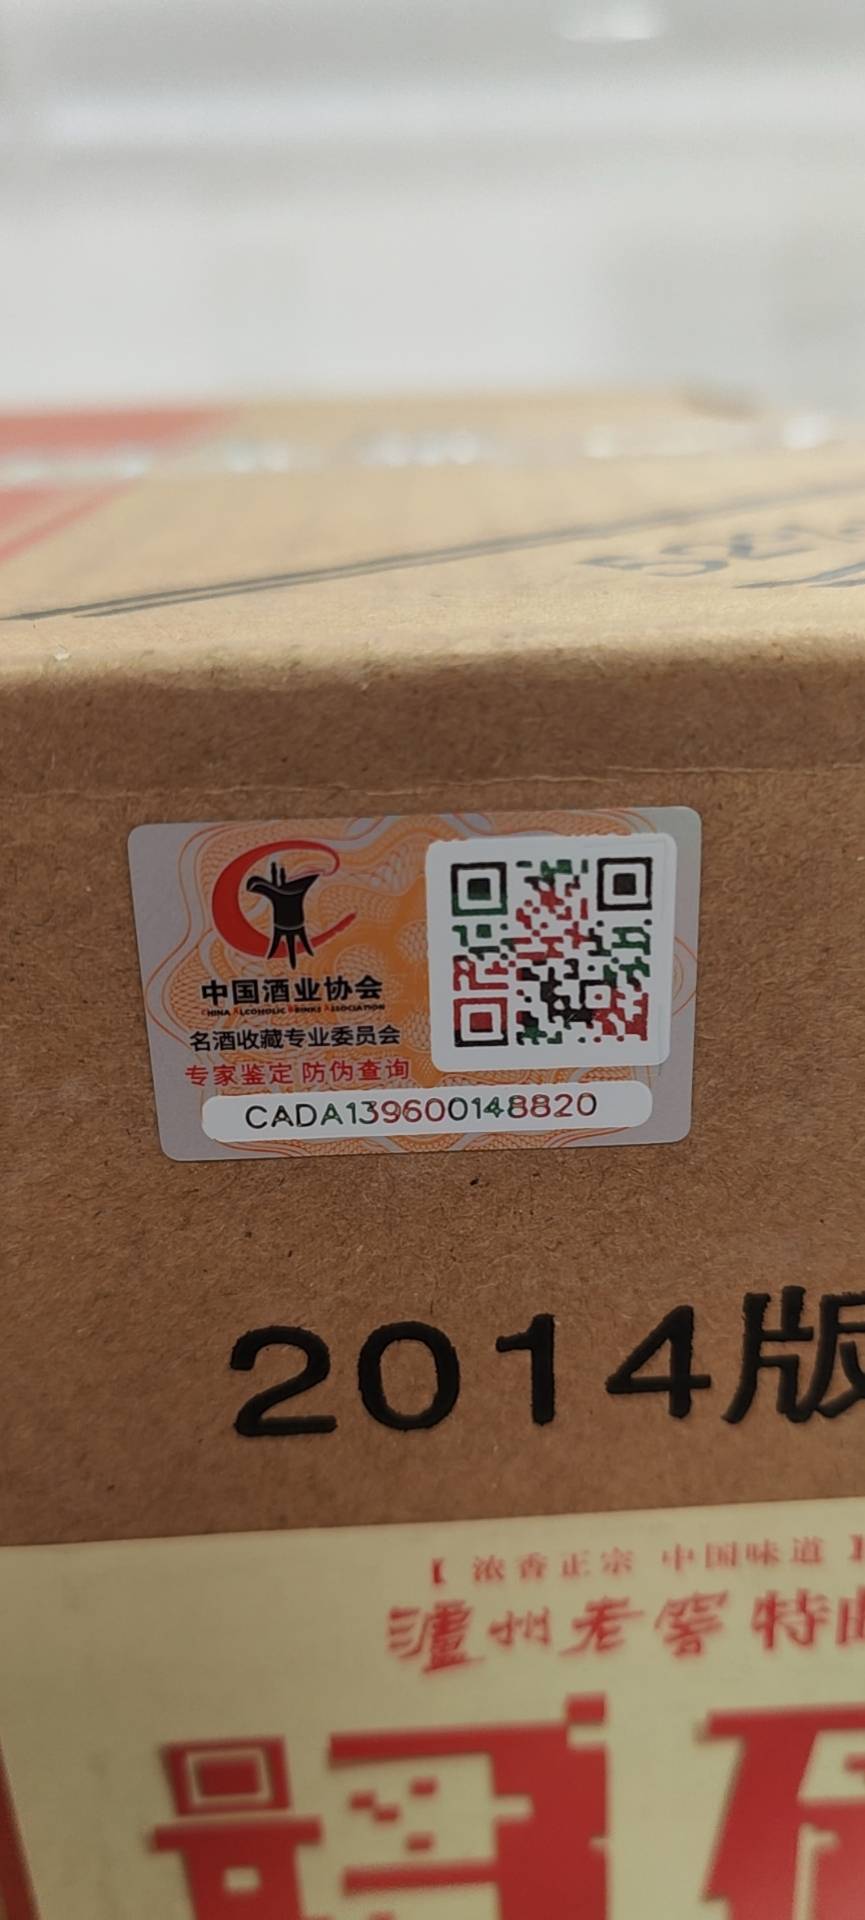 中国酒业协会
CHINA ALCOHOLIC DRINKS ASSOCIATION
名酒收藏专业委员会
专家鉴定 防伪查询
CADA139600148820
2014版
【 浓香正宗 中国味道 】
泸州老窖 特曲